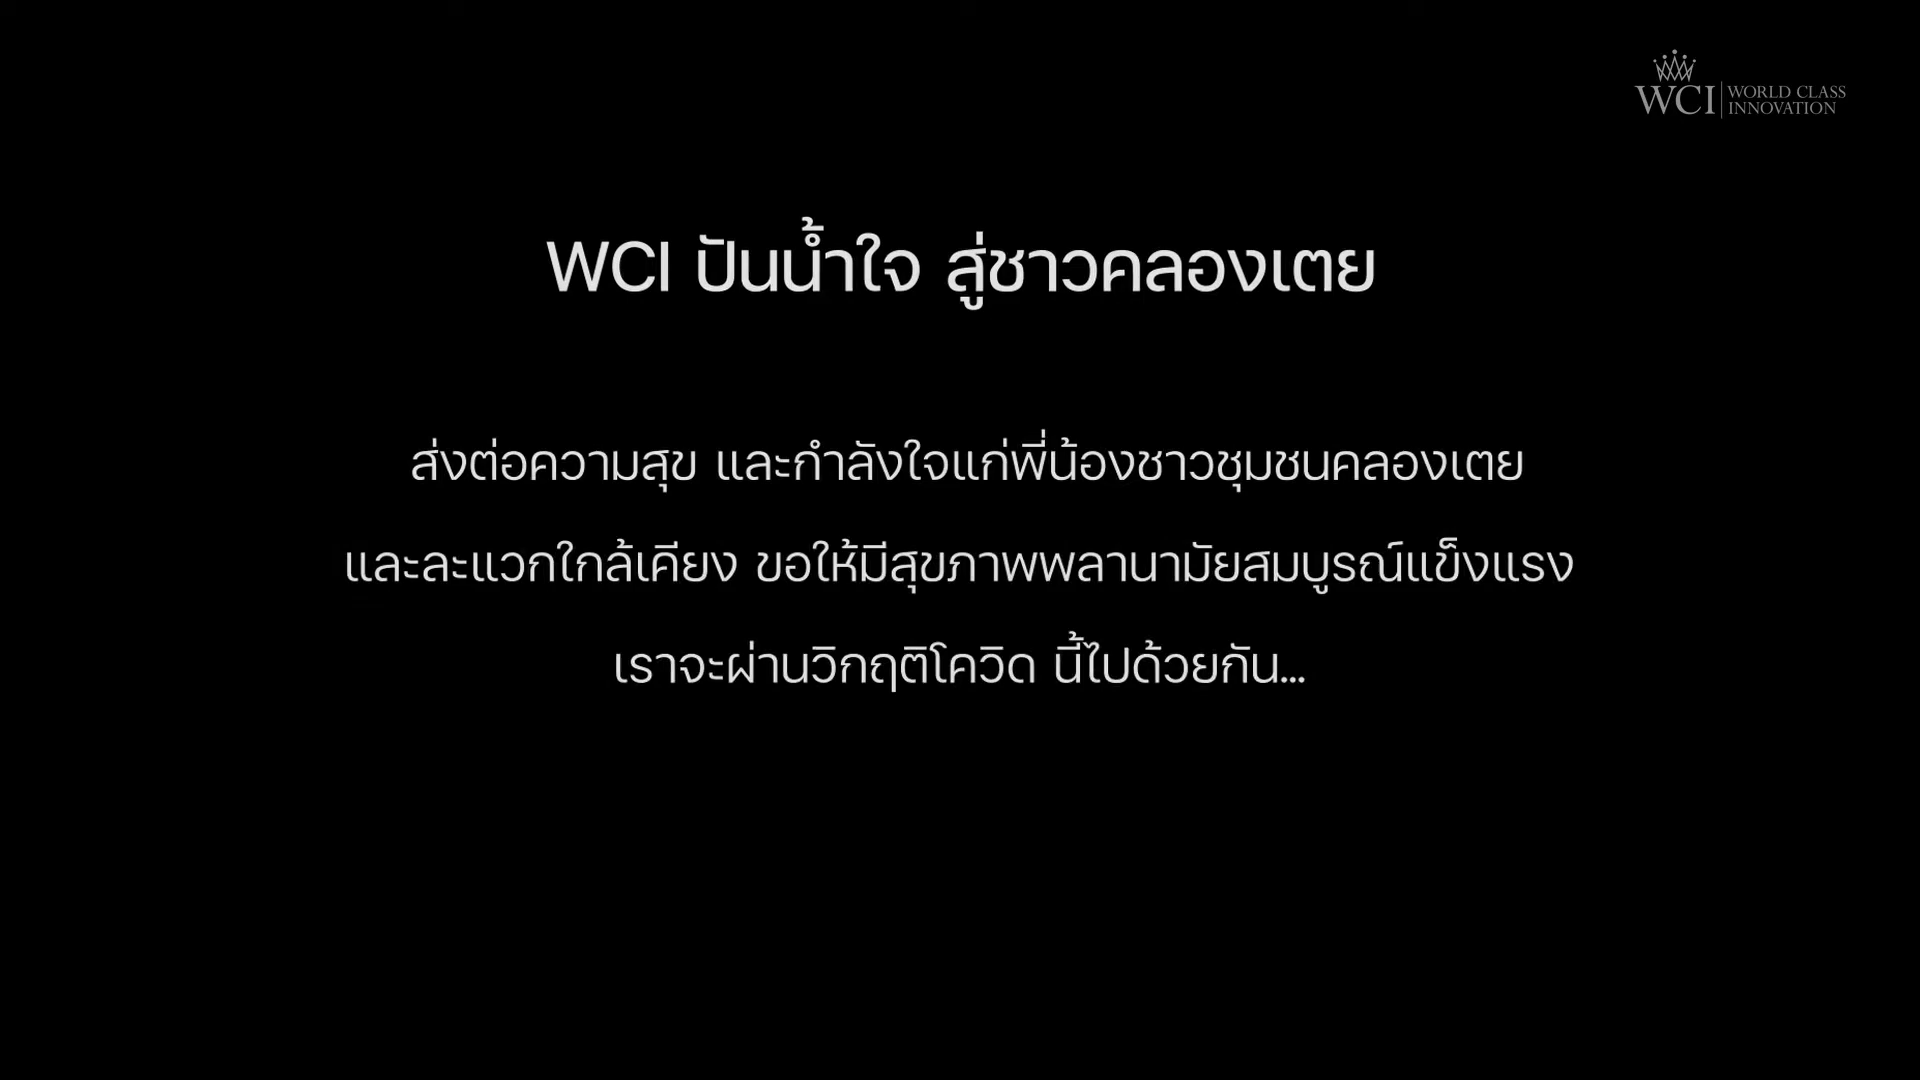 WCI WORLD CLASS
INNOVATION
WCI ปันน้ำใจ สู่ชาวคลองเตย
ส่งต่อความสุข และกำลังใจแก่พี่น้องชาวชุมชนคลองเตย
และละแวกใกล้เคียง ขอให้มีสุขภาพพลานามัยสมบูรณ์แข็งแรง
เราจะผ่านวิกฤติโควิด นี้ไปด้วยกัน...